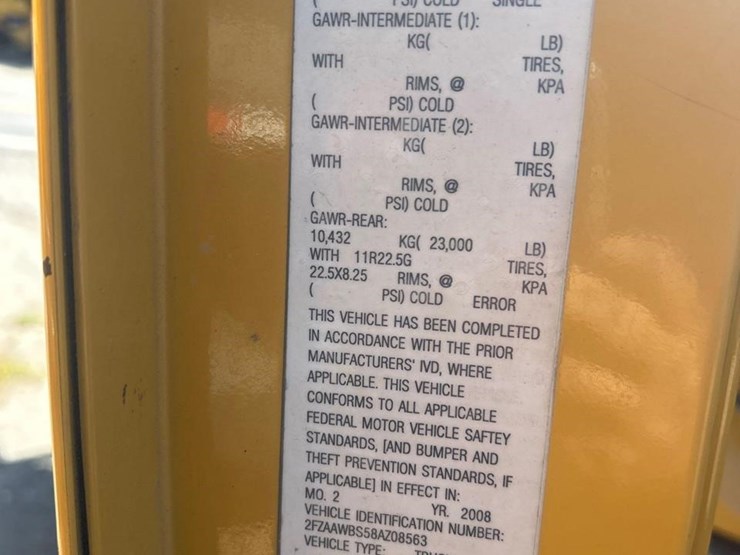 ( PSI) COLD SINGLE
GAWR-INTERMEDIATE (1):
KG( LB)
WITH TIRES,
RIMS, @ KPA
( PSI) COLD
GAWR-INTERMEDIATE (2):
KG( LB)
WITH TIRES,
RIMS, @ KPA
( PSI) COLD
GAWR-REAR:
10,432 KG( 23,000 LB)
WITH 11R22.5G TIRES,
22.5X8.25 RIMS, @ KPA
( PSI) COLD ERROR
THIS VEHICLE HAS BEEN COMPLETED
IN ACCORDANCE WITH THE PRIOR
MANUFACTURERS' IVD, WHERE
APPLICABLE. THIS VEHICLE
CONFORMS TO ALL APPLICABLE
FEDERAL MOTOR VEHICLE SAFTEY
STANDARDS, [AND BUMPER AND
THEFT PREVENTION STANDARDS, IF
APPLICABLE] IN EFFECT IN:
MO. 2 YR. 2008
VEHICLE IDENTIFICATION NUMBER:
2FZAAWBS58AZ08563
VEHICLE TYPE: